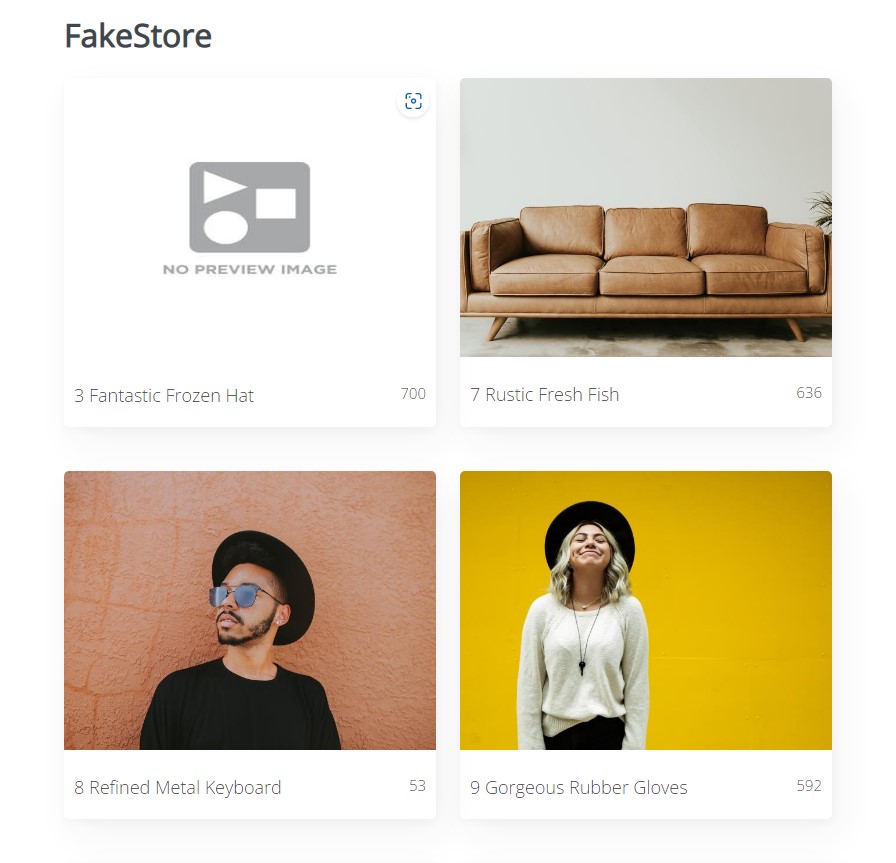 FakeStore
NO PREVIEW IMAGE
3 Fantastic Frozen Hat 700
7 Rustic Fresh Fish 636
8 Refined Metal Keyboard 53
9 Gorgeous Rubber Gloves 592